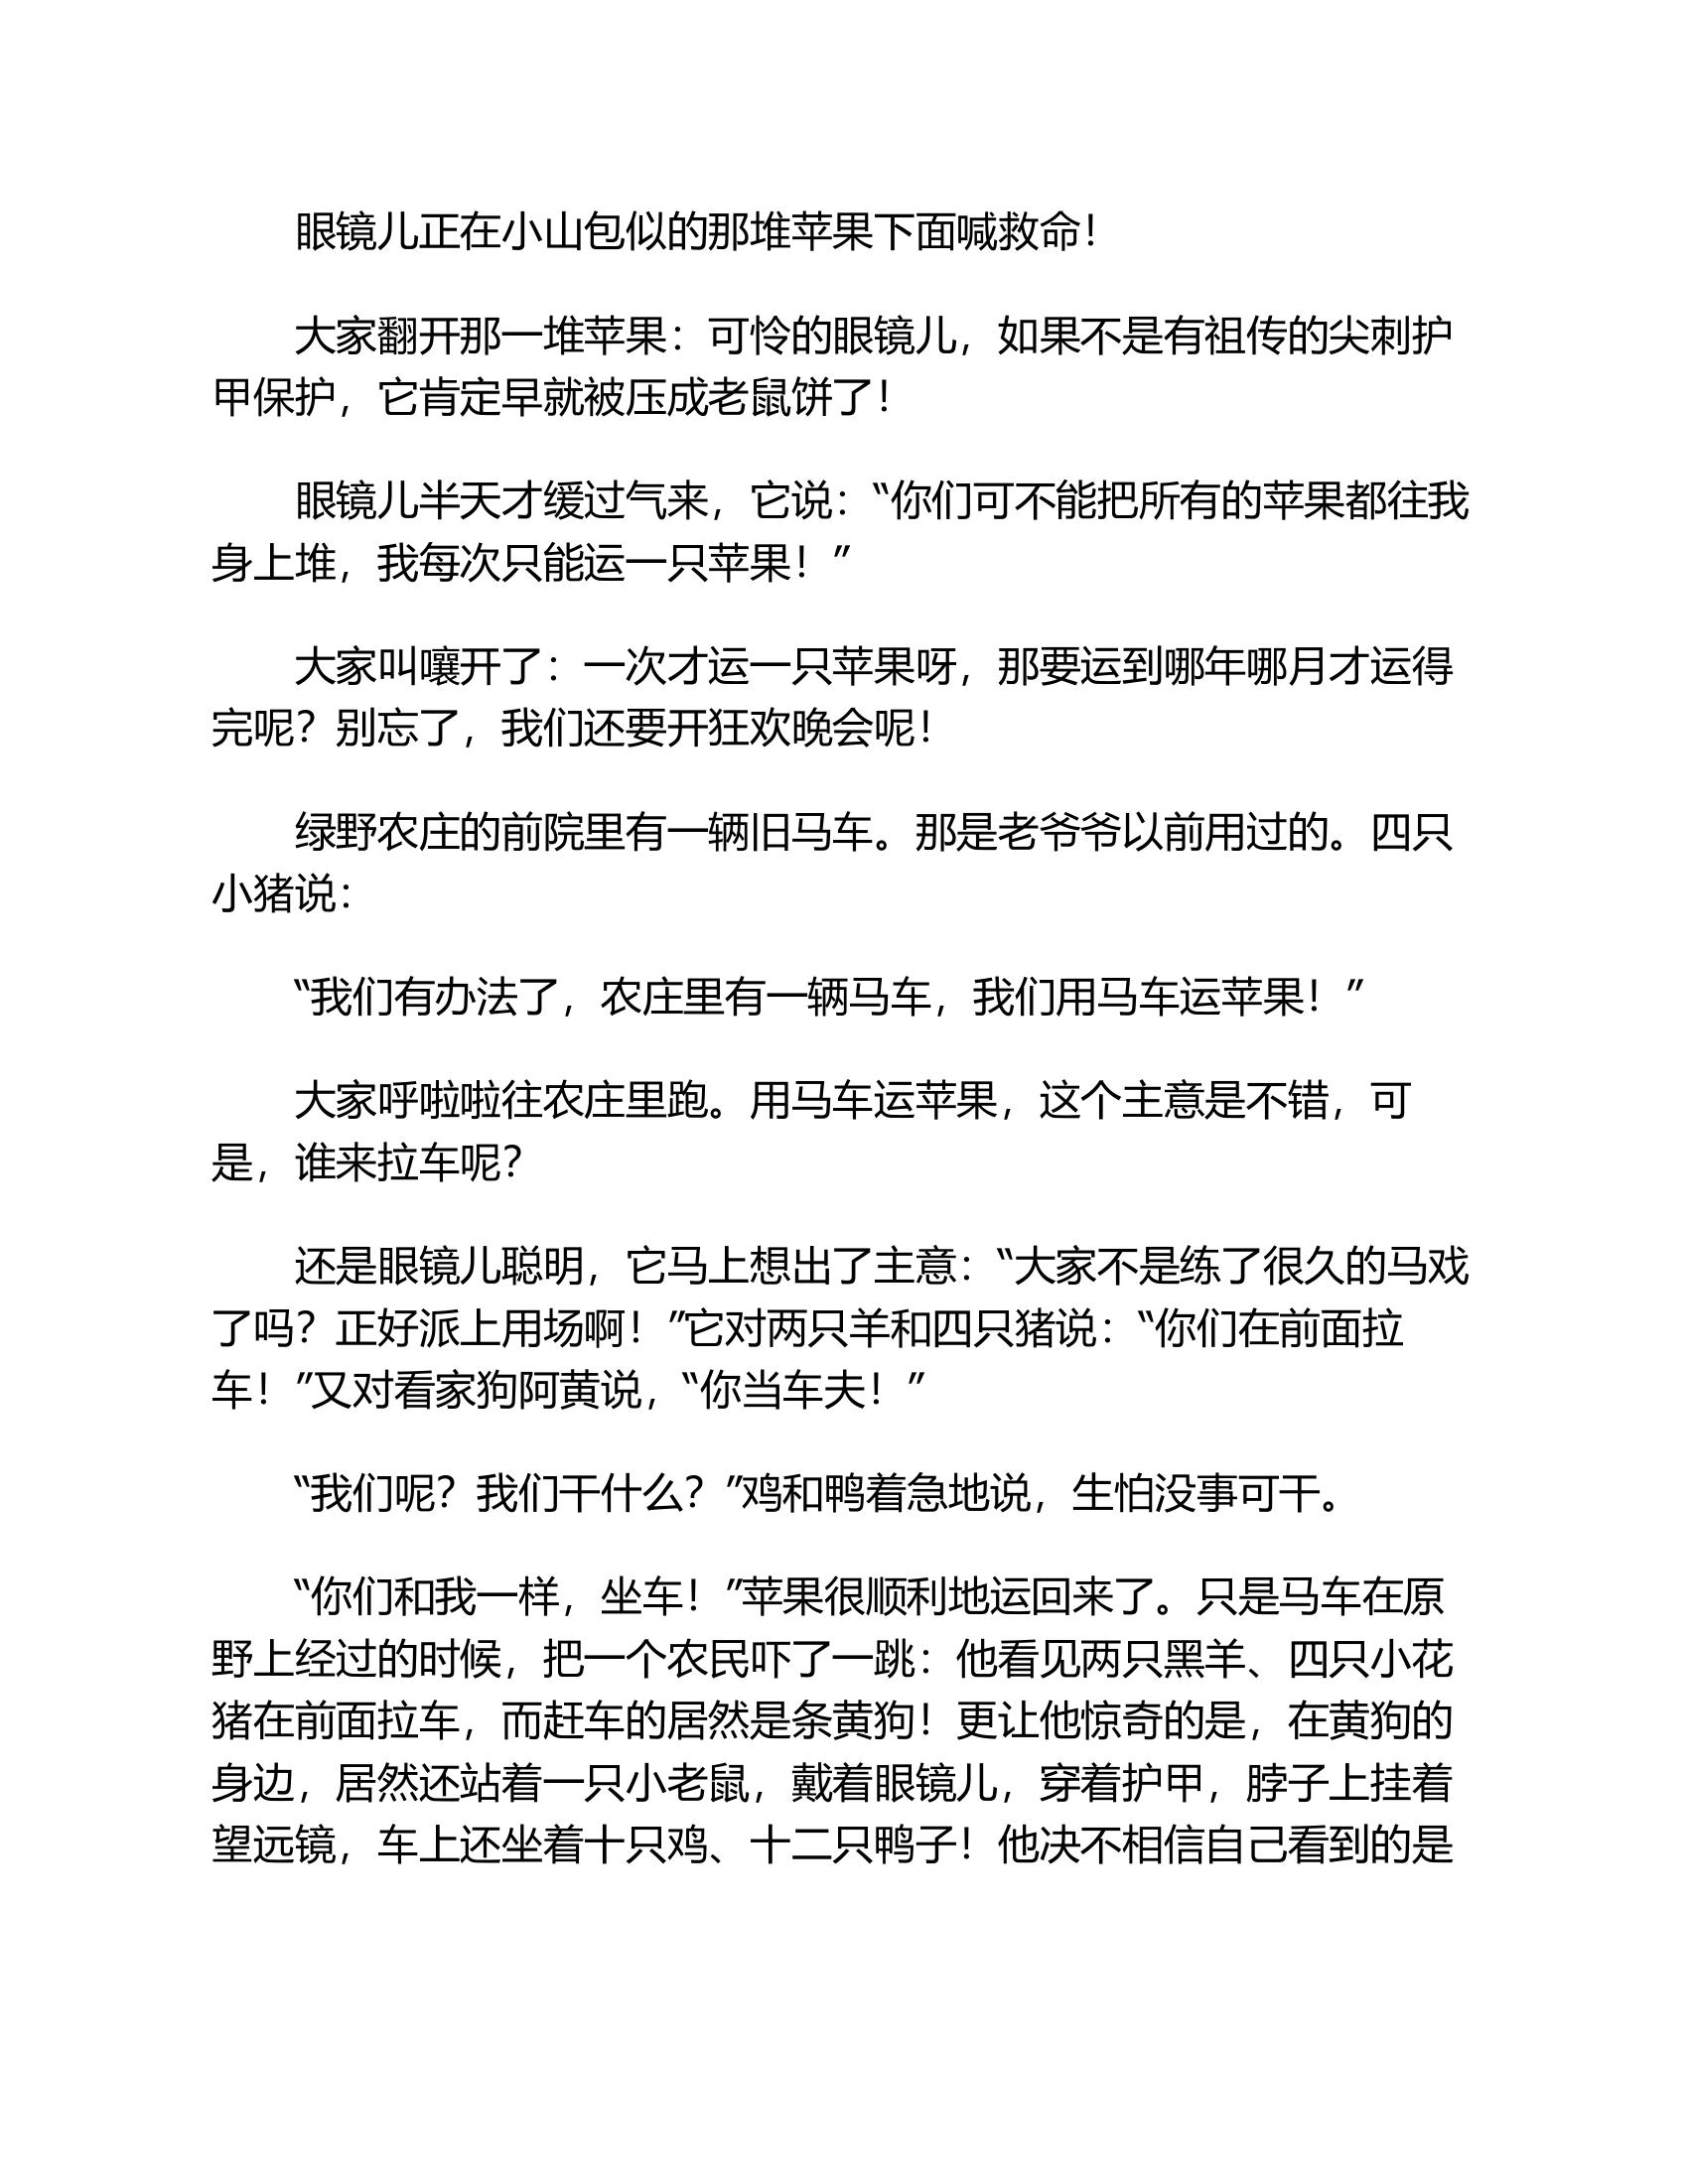 眼镜儿正在小山包似的那堆苹果下面喊救命！
大家翻开那一堆苹果：可怜的眼镜儿，如果不是有祖传的尖刺护
甲保护，它肯定早就被压成老鼠饼了！
眼镜儿半天才缓过气来，它说：“你们可不能把所有的苹果都往我
身上堆，我每次只能运一只苹果！”
大家叫嚷开了：一次才运一只苹果呀，那要运到哪年哪月才运得
完呢？别忘了，我们还要开狂欢晚会呢！
绿野农庄的前院里有一辆旧马车。那是老爷爷以前用过的。四只
小猪说：
“我们有办法了，农庄里有一辆马车，我们用马车运苹果！”
大家呼啦啦往农庄里跑。用马车运苹果，这个主意是不错，可
是，谁来拉车呢？
还是眼镜儿聪明，它马上想出了主意：“大家不是练了很久的马戏
了吗？正好派上用场啊！”它对两只羊和四只猪说：“你们在前面拉
车！”又对看家狗阿黄说，“你当车夫！”
“我们呢？我们干什么？”鸡和鸭着急地说，生怕没事可干。
“你们和我一样，坐车！”苹果很顺利地运回来了。只是马车在原
野上经过的时候，把一个农民吓了一跳：他看见两只黑羊、四只小花
猪在前面拉车，而赶车的居然是条黄狗！更让他惊奇的是，在黄狗的
身边，居然还站着一只小老鼠，戴着眼镜儿，穿着护甲，脖子上挂着
望远镜，车上还坐着十只鸡、十二只鸭子！他决不相信自己看到的是